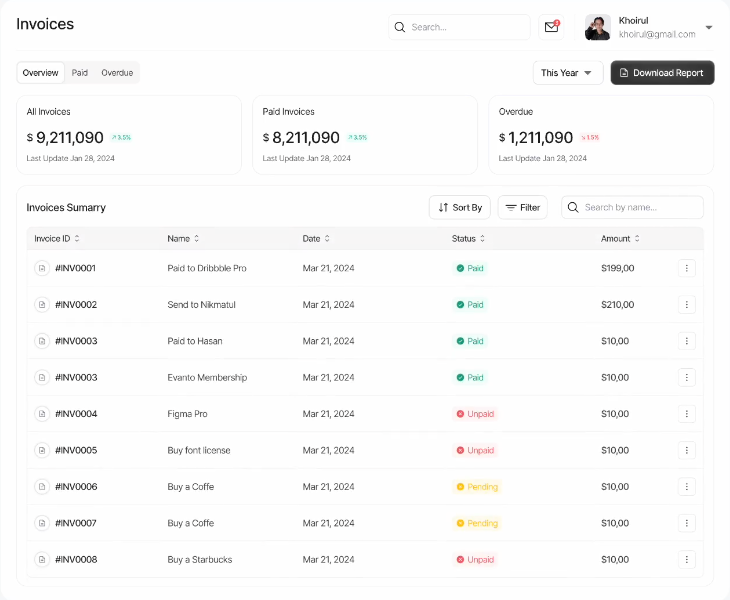 Invoices
Search...
2
Khoirul
khoirul@gmail.com
Overview Paid Overdue
This Year
Download Report
All Invoices
$ 9,211,090 3.5%
Last Update Jan 28, 2024
Paid Invoices
$ 8,211,090 3.5%
Last Update Jan 28, 2024
Overdue
$ 1,211,090 1.5%
Last Update Jan 28, 2024
Invoices Sumarry
Sort By
Filter
Search by name...
Invoice ID Name Date Status Amount
#INV0001 Paid to Dribbble Pro Mar 21, 2024 Paid $199,00
#INV0002 Send to Nikmatul Mar 21, 2024 Paid $210,00
#INV0003 Paid to Hasan Mar 21, 2024 Paid $10,00
#INV0003 Evanto Membership Mar 21, 2024 Paid $10,00
#INV0004 Figma Pro Mar 21, 2024 Unpaid $10,00
#INV0005 Buy font license Mar 21, 2024 Unpaid $10,00
#INV0006 Buy a Coffe Mar 21, 2024 Pending $10,00
#INV0007 Buy a Coffe Mar 21, 2024 Pending $10,00
#INV0008 Buy a Starbucks Mar 21, 2024 Unpaid $10,00